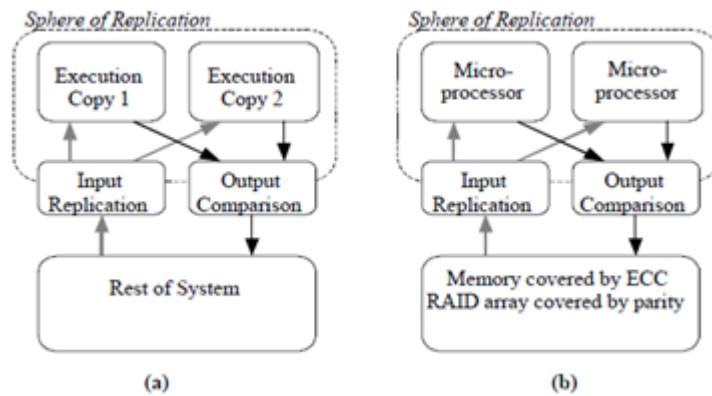 Sphere of Replication
Execution
Copy 1
Execution
Copy 2
Input
Replication
Output
Comparison
Rest of System
(a)
Sphere of Replication
Micro-
processor
Micro-
processor
Input
Replication
Output
Comparison
Memory covered by ECC
RAID array covered by parity
(b)